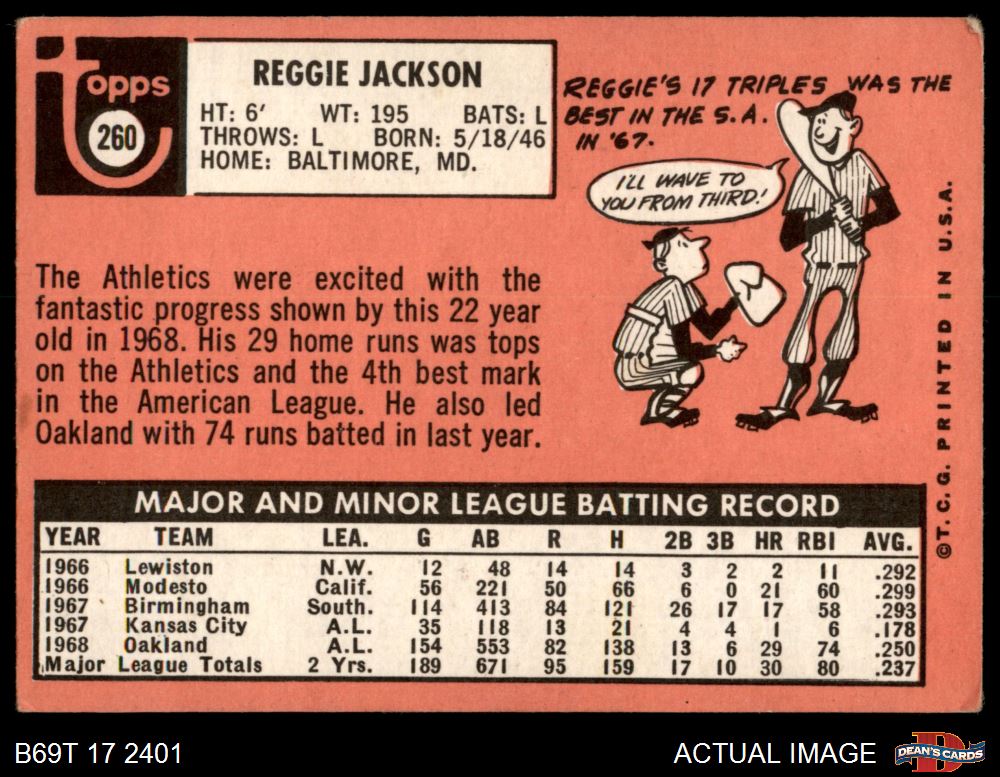 topps
260
REGGIE JACKSON
HT: 6' WT: 195 BATS: L
THROWS: L BORN: 5/18/46
HOME: BALTIMORE, MD.
REGGIE'S 17 TRIPLES WAS THE
BEST IN THE S.A.
IN '67.
I'LL WAVE TO
YOU FROM THIRD!
The Athletics were excited with the
fantastic progress shown by this 22 year
old in 1968. His 29 home runs was tops
on the Athletics and the 4th best mark
in the American League. He also led
Oakland with 74 runs batted in last year.
©T.C.G. PRINTED IN U.S.A.
MAJOR AND MINOR LEAGUE BATTING RECORD
YEAR TEAM LEA. G AB R H 2B 3B HR RBI AVG.
1966 Lewiston N.W. 12 48 14 14 3 2 2 11 .292
1966 Modesto Calif. 56 221 50 66 6 0 21 60 .299
1967 Birmingham South. 114 413 84 121 26 17 17 58 .293
1967 Kansas City A.L. 35 118 13 21 4 4 1 6 .178
1968 Oakland A.L. 154 553 82 138 13 6 29 74 .250
Major League Totals 2 Yrs. 189 671 95 159 17 10 30 80 .237
B69T 17 2401
ACTUAL IMAGE
D
DEAN'S CARDS